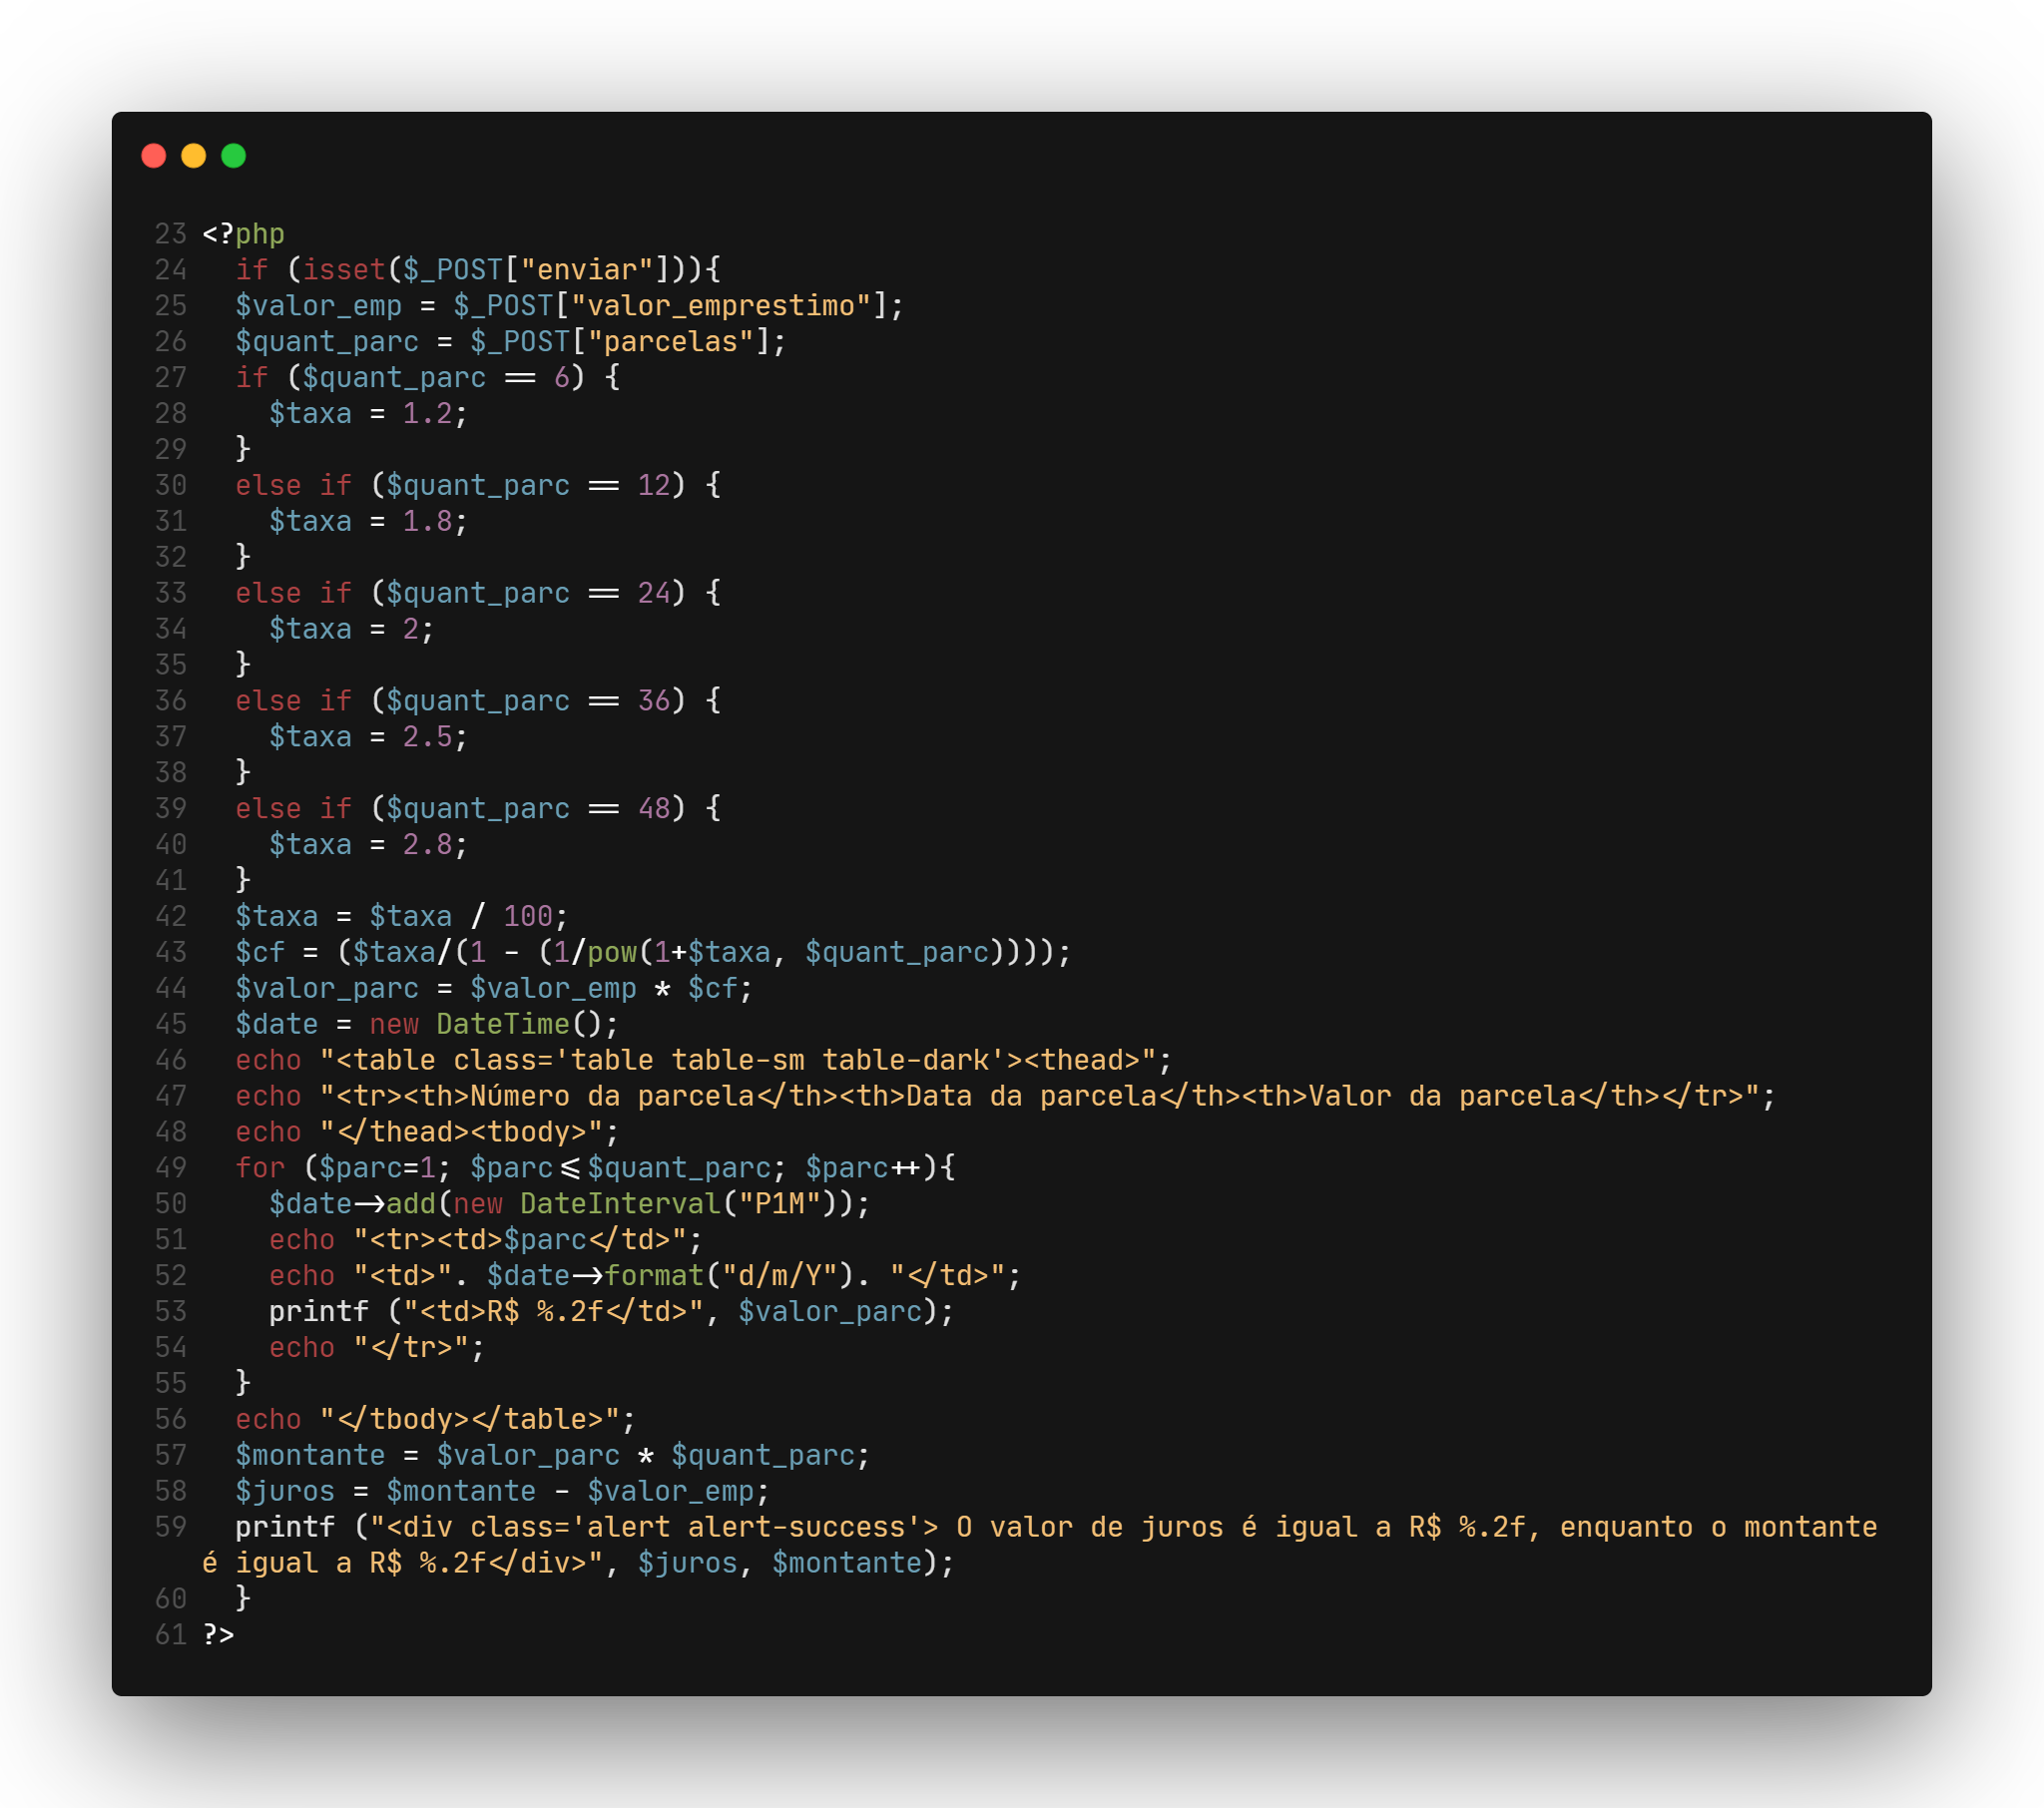 23 <?php
24   if (isset($_POST["enviar"])){
25   $valor_emp = $_POST["valor_emprestimo"];
26   $quant_parc = $_POST["parcelas"];
27   if ($quant_parc == 6) {
28     $taxa = 1.2;
29   }
30   else if ($quant_parc == 12) {
31     $taxa = 1.8;
32   }
33   else if ($quant_parc == 24) {
34     $taxa = 2;
35   }
36   else if ($quant_parc == 36) {
37     $taxa = 2.5;
38   }
39   else if ($quant_parc == 48) {
40     $taxa = 2.8;
41   }
42   $taxa = $taxa / 100;
43   $cf = ($taxa/(1 - (1/pow(1+$taxa, $quant_parc))));
44   $valor_parc = $valor_emp * $cf;
45   $date = new DateTime();
46   echo "<table class='table table-sm table-dark'><thead>";
47   echo "<tr><th>Número da parcela</th><th>Data da parcela</th><th>Valor da parcela</th></tr>";
48   echo "</thead><tbody>";
49   for ($parc=1; $parc<=$quant_parc; $parc++){
50     $date->add(new DateInterval("P1M"));
51     echo "<tr><td>$parc</td>";
52     echo "<td>". $date->format("d/m/Y"). "</td>";
53     printf ("<td>R$ %.2f</td>", $valor_parc);
54     echo "</tr>";
55   }
56   echo "</tbody></table>";
57   $montante = $valor_parc * $quant_parc;
58   $juros = $montante - $valor_emp;
59   printf ("<div class='alert alert-success'> O valor de juros é igual a R$ %.2f, enquanto o montante
é igual a R$ %.2f</div>", $juros, $montante);
60   }
61 ?>